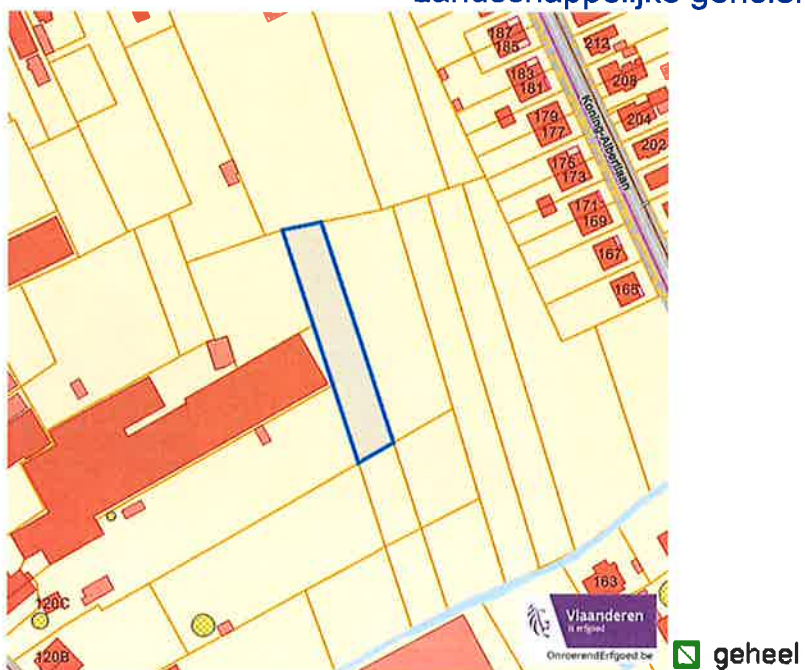 187
185
213
183
181
208
179
177
204
202
Koning-Albertlaan
175
173
171
169
167
165
163
120C
120B
Vlaanderen
is erfgoed
OnroerendErfgoed.be
geheel